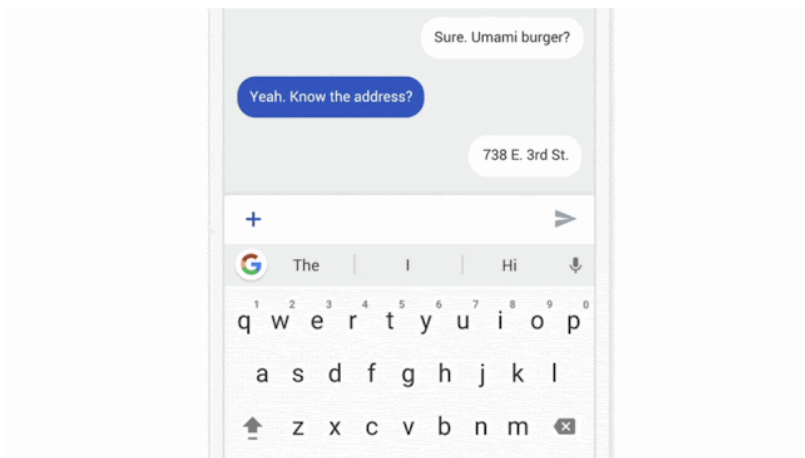 Sure. Umami burger?
Yeah. Know the address?
738 E. 3rd St.
+
G The I Hi
1 2 3 4 5 6 7 8 9 0
q w e r t y u i o p
a s d f g h j k l
z x c v b n m